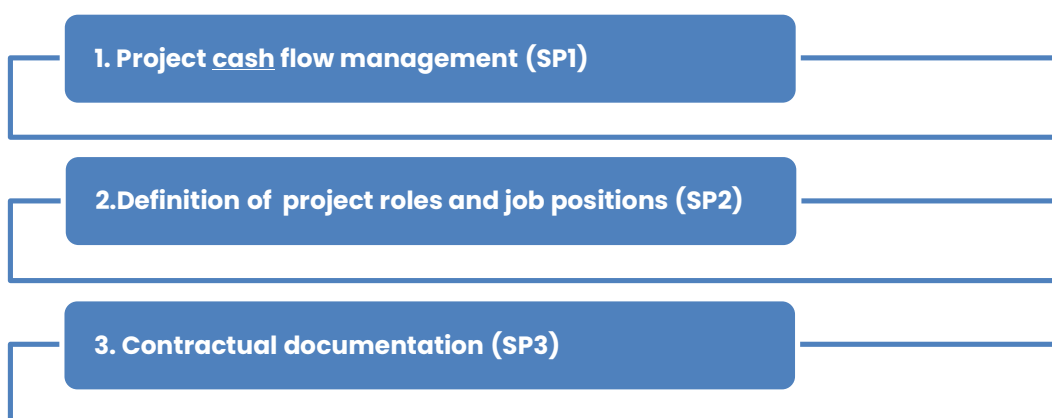 1. Project cash flow management (SP1)
2.Definition of  project roles and job positions (SP2)
3. Contractual documentation (SP3)